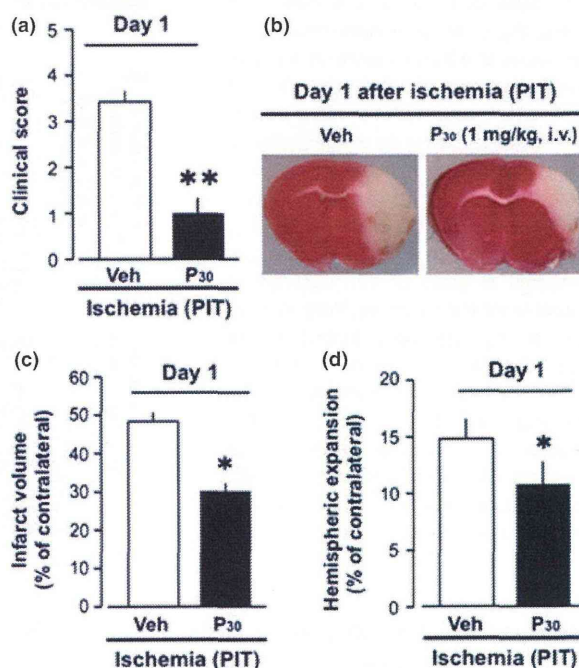 (a)
Day 1
Clinical score
5
4
3
2
1
0
**
Veh P₃₀
Ischemia (PIT)
(b)
Day 1 after ischemia (PIT)
Veh P₃₀ (1 mg/kg, i.v.)
(c)
Day 1
Infarct volume
(% of contralateral)
60
50
40
30
20
10
0
*
Veh P₃₀
Ischemia (PIT)
(d)
Day 1
Hemispheric expansion
(% of contralateral)
20
15
10
5
0
*
Veh P₃₀
Ischemia (PIT)